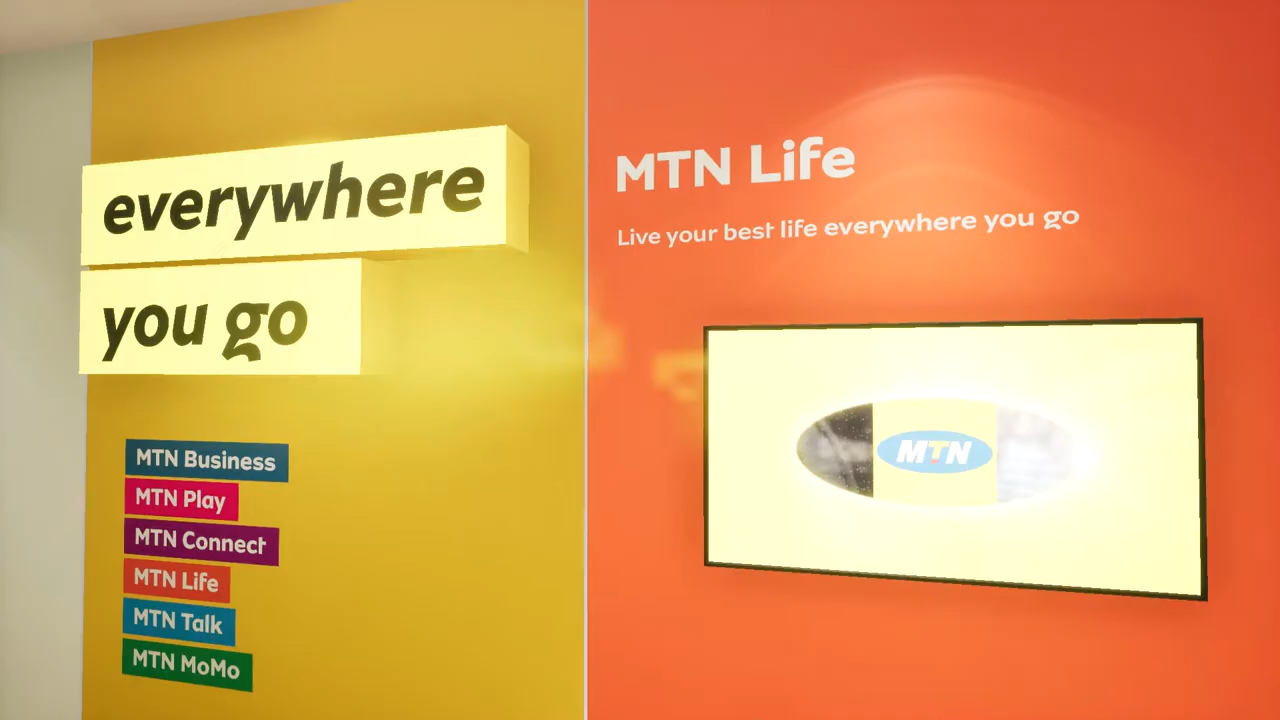 everywhere
you go
MTN Business
MTN Play
MTN Connect
MTN Life
MTN Talk
MTN MoMo
MTN Life
Live your best life everywhere you go
MTN